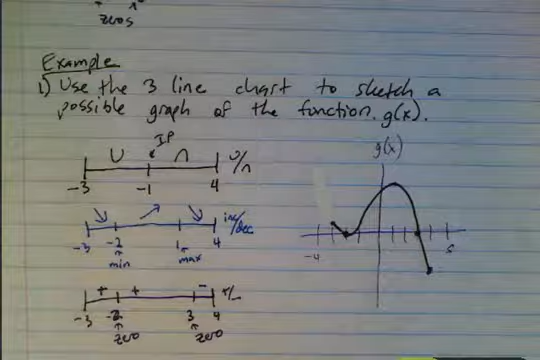 zeros
Example
1) Use the 3 line chart to sketch a
possible graph of the function, g(x).
IP
∪ ∩ ∪/∩
-3 -1 4
g(x)
inc/dec
-3 -2 1 4
min max
+ + - +/-
-3 -2 3 4
zero zero
-4 5